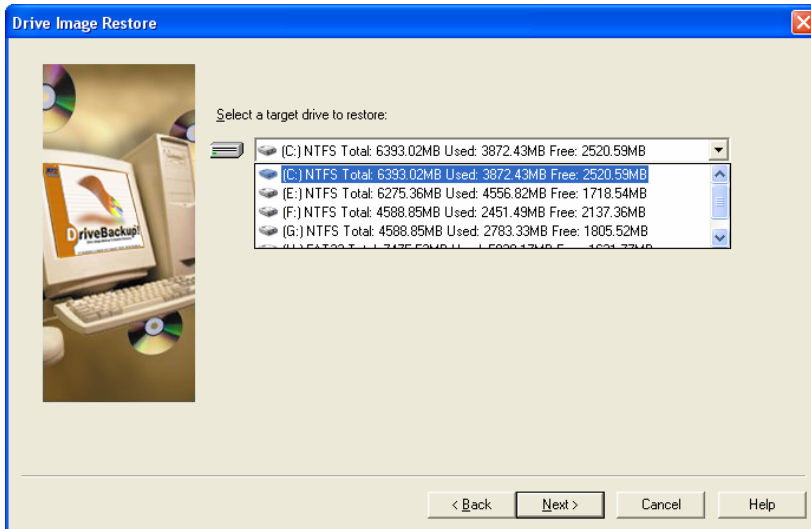 Drive Image Restore
Select a target drive to restore:
(C:) NTFS Total: 6393.02MB Used: 3872.43MB Free: 2520.59MB
(C:) NTFS Total: 6393.02MB Used: 3872.43MB Free: 2520.59MB
(E:) NTFS Total: 6275.36MB Used: 4556.82MB Free: 1718.54MB
(F:) NTFS Total: 4588.85MB Used: 2451.49MB Free: 2137.36MB
(G:) NTFS Total: 4588.85MB Used: 2783.33MB Free: 1805.52MB
DriveBackup!
< Back Next > Cancel Help